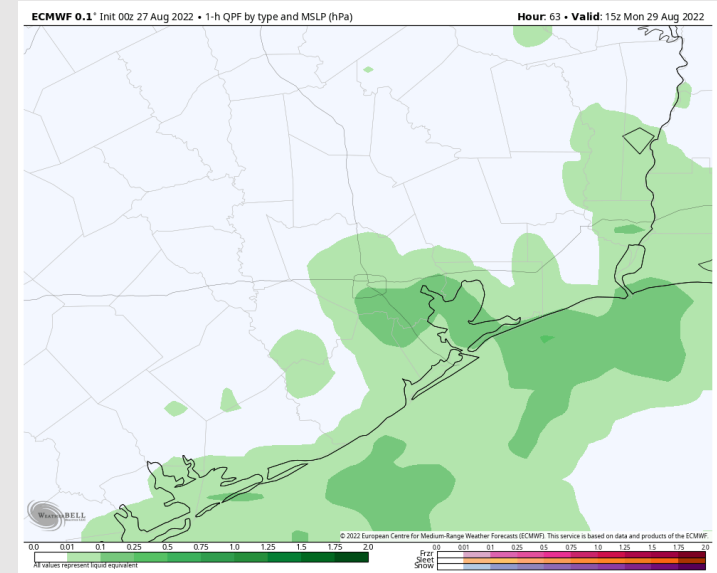 ECMWF 0.1° Init 00z 27 Aug 2022 • 1-h QPF by type and MSLP (hPa)
Hour: 63 • Valid: 15z Mon 29 Aug 2022
WeatherBELL
© 2022 European Centre for Medium-Range Weather Forecasts (ECMWF). This service is based on data and products of the ECMWF.
0.0 0.01 0.1 0.25 0.5 0.75 1.0 1.25 1.5 1.75 2.0
All values represent liquid equivalent
0.0 0.01 0.1 0.25 0.5 0.75 1.0 1.25 1.5 1.75 2.0
Frzr
Sleet
Snow